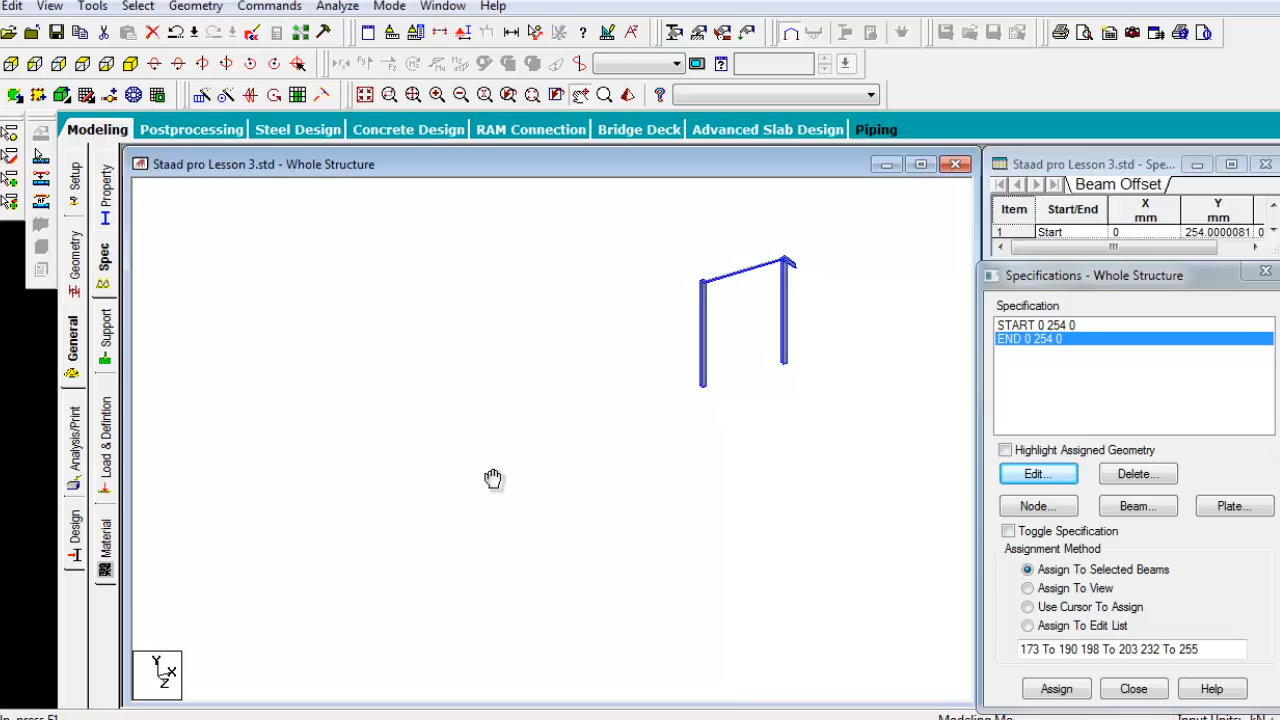 Edit View Tools Select Geometry Commands Analyze Mode Window Help
Modeling Postprocessing Steel Design Concrete Design RAM Connection Bridge Deck Advanced Slab Design Piping
Setup
Geometry
General
Analysis/Print
Design
Property
Spec
Support
Load & Definition
Material
Staad pro Lesson 3.std - Whole Structure
Y
X
Z
Staad pro Lesson 3.std - Spe...
Beam Offset
Item Start/End X mm Y mm
1 Start 0 254.0000081 0
Specifications - Whole Structure
Specification
START 0 254 0
END 0 254 0
Highlight Assigned Geometry
Edit... Delete...
Node... Beam... Plate...
Toggle Specification
Assignment Method
Assign To Selected Beams
Assign To View
Use Cursor To Assign
Assign To Edit List
173 To 190 198 To 203 232 To 255
Assign Close Help